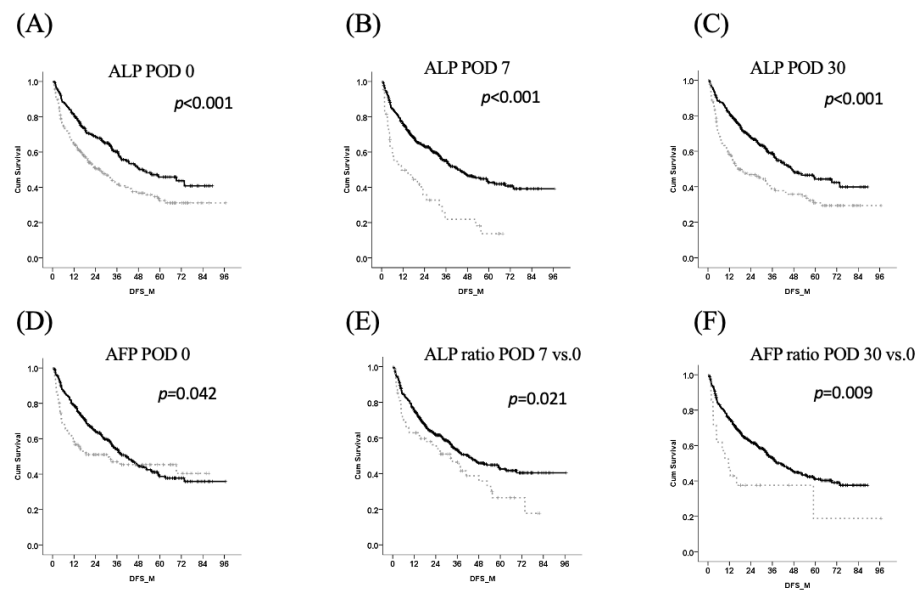 (A)
ALP POD 0
p<0.001
Cum Survival
1.0
0.8
0.6
0.4
0.2
0.0
0 12 24 36 48 60 72 84 96
DFS_M
(B)
ALP POD 7
p<0.001
Cum Survival
1.0
0.8
0.6
0.4
0.2
0.0
0 12 24 36 48 60 72 84 96
DFS_M
(C)
ALP POD 30
p<0.001
Cum Survival
1.0
0.8
0.6
0.4
0.2
0.0
0 12 24 36 48 60 72 84 96
DFS_M
(D)
AFP POD 0
p=0.042
Cum Survival
1.0
0.8
0.6
0.4
0.2
0.0
0 12 24 36 48 60 72 84 96
DFS_M
(E)
ALP ratio POD 7 vs.0
p=0.021
Cum Survival
1.0
0.8
0.6
0.4
0.2
0.0
0 12 24 36 48 60 72 84 96
DFS_M
(F)
AFP ratio POD 30 vs.0
p=0.009
Cum Survival
1.0
0.8
0.6
0.4
0.2
0.0
0 12 24 36 48 60 72 84 96
DFS_M